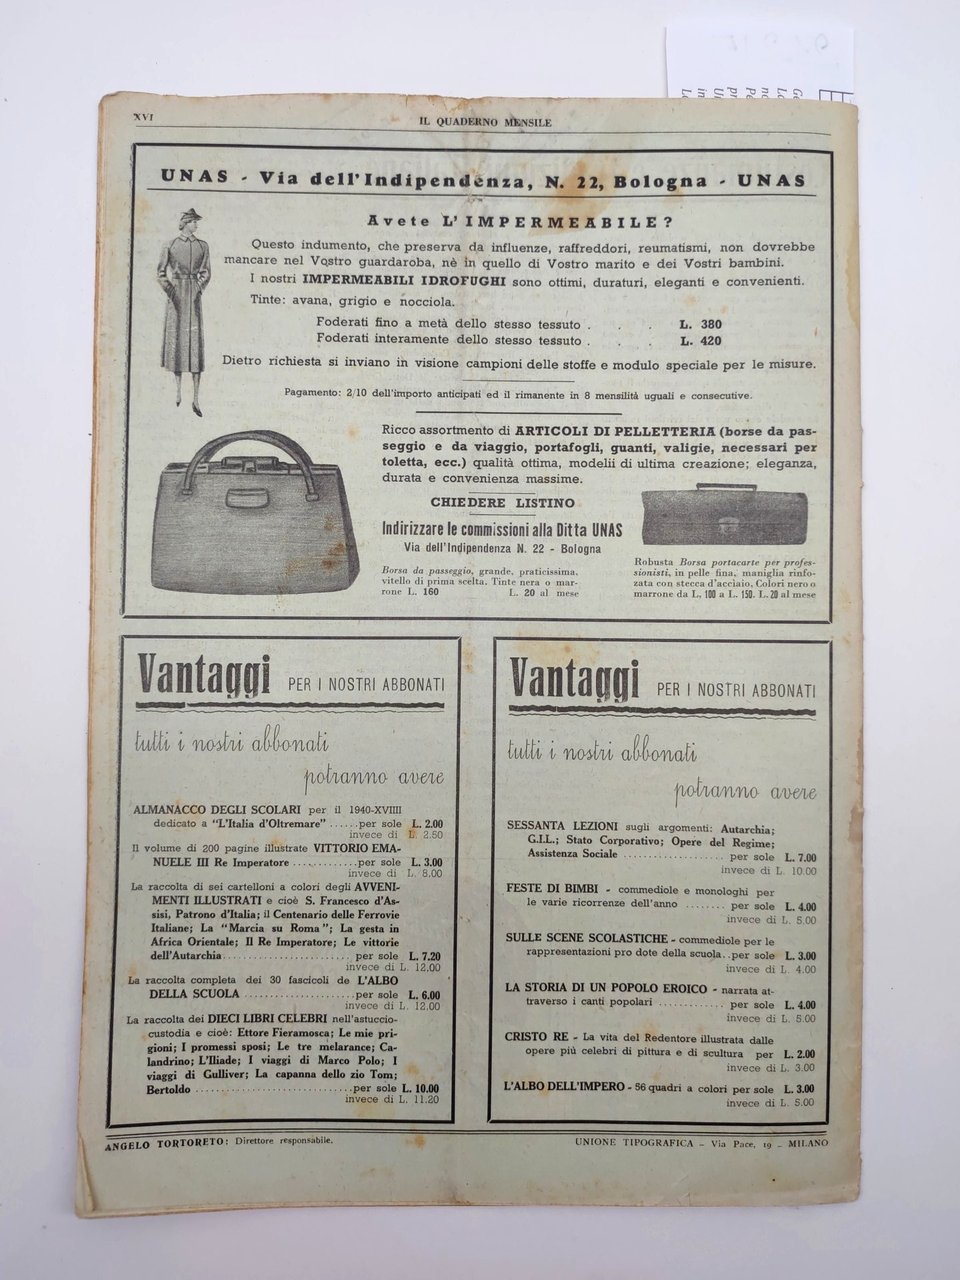 XVI
IL QUADERNO MENSILE
UNAS - Via dell'Indipendenza, N. 22, Bologna - UNAS
Avete L'IMPERMEABILE?
Questo indumento, che preserva da influenze, raffreddori, reumatismi, non dovrebbe
mancare nel Vostro guardaroba, nè in quello di Vostro marito e dei Vostri bambini.
I nostri IMPERMEABILI IDROFUGHI sono ottimi, duraturi, eleganti e convenienti.
Tinte: avana, grigio e nocciola.
Foderati fino a metà dello stesso tessuto . . . L. 380
Foderati interamente dello stesso tessuto . . . L. 420
Dietro richiesta si inviano in visione campioni delle stoffe e modulo speciale per le misure.
Pagamento: 2/10 dell'importo anticipati ed il rimanente in 8 mensilità uguali e consecutive.
Ricco assortmento di ARTICOLI DI PELLETTERIA (borse da pas-
seggio e da viaggio, portafogli, guanti, valigie, necessari per
toletta, ecc.) qualità ottima, modelii di ultima creazione; eleganza,
durata e convenienza massime.
CHIEDERE LISTINO
Indirizzare le commissioni alla Ditta UNAS
Via dell'Indipendenza N. 22 - Bologna
Borsa da passeggio, grande, praticissima,
vitello di prima scelta. Tinte nera o mar-
rone L. 160 L. 20 al mese
Robusta Borsa portacarte per profes-
sionisti, in pelle fina, maniglia rinfo-
zata con stecca d'acciaio. Colori nero o
marrone da L. 100 a L. 150. L. 20 al mese
Vantaggi PER I NOSTRI ABBONATI
tutti i nostri abbonati
potranno avere
ALMANACCO DEGLI SCOLARI per il 1940-XVIIII
dedicato a "L'Italia d'Oltremare" ......per sole L. 2.00
invece di L. 2.50
Il volume di 200 pagine illustrate VITTORIO EMA-
NUELE III Re Imperatore .............per sole L. 3.00
invece di L. 8.00
La raccolta di sei cartelloni a colori degli AVVENI-
MENTI ILLUSTRATI e cioè S. Francesco d'As-
sisi, Patrono d'Italia; il Centenario delle Ferrovie
Italiane; La "Marcia su Roma"; La gesta in
Africa Orientale; Il Re Imperatore; Le vittorie
dell'Autarchia.......................... per sole L. 7.20
invece di L. 12.00
La raccolta completa dei 30 fascicoli de L'ALBO
DELLA SCUOLA ......................per sole L. 6.00
invece di L. 12.00
La raccolta dei DIECI LIBRI CELEBRI nell'astuccio-
custodia e cioè: Ettore Fieramosca; Le mie pri-
gioni; I promessi sposi; Le tre melarance; Ca-
landrino; L'Iliade; I viaggi di Marco Polo; I
viaggi di Gulliver; La capanna dello zio Tom;
Bertoldo ...............................per sole L. 10.00
invece di L. 11.20
Vantaggi PER I NOSTRI ABBONATI
tutti i nostri abbonati
potranno avere
SESSANTA LEZIONI sugli argomenti: Autarchia;
G.I.L.; Stato Corporativo; Opere del Regime;
Assistenza Sociale ................... per sole L. 7.00
invece di L. 10.00
FESTE DI BIMBI - commediole e monologhi per
le varie ricorrenze dell'anno ........ per sole L. 4.00
invece di L. 5.00
SULLE SCENE SCOLASTICHE - commediole per le
rappresentazioni pro dote della scuola..per sole L. 3.00
invece di L. 4.00
LA STORIA DI UN POPOLO EROICO - narrata at-
traverso i canti popolari ............. per sole L. 4.00
invece di L. 5.00
CRISTO RE - La vita del Redentore illustrata dalle
opere più celebri di pittura e di scultura per L. 2.00
invece di L. 3.00
L'ALBO DELL'IMPERO - 56 quadri a colori per sole L. 3.00
invece di L. 5.00
ANGELO TORTORETO: Direttore responsabile.
UNIONE TIPOGRAFICA - Via Pace, 19 - MILANO